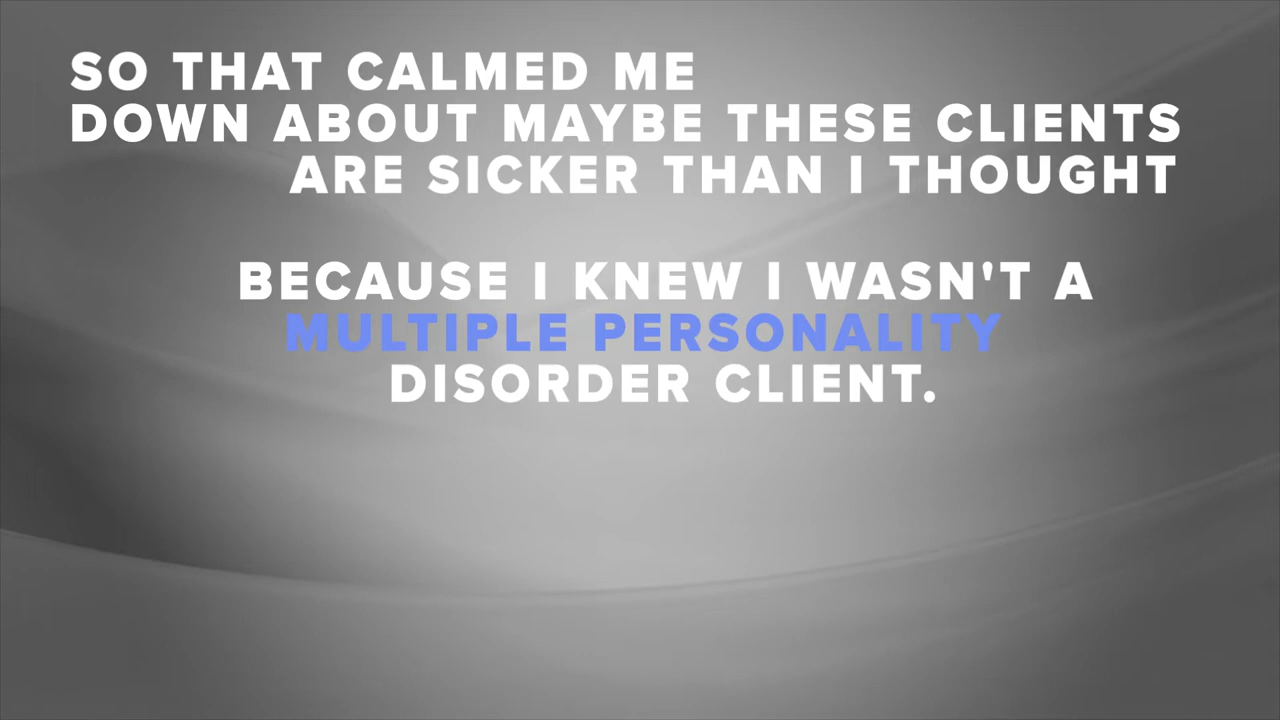 SO THAT CALMED ME
DOWN ABOUT MAYBE THESE CLIENTS
ARE SICKER THAN I THOUGHT
BECAUSE I KNEW I WASN'T A
MULTIPLE PERSONALITY
DISORDER CLIENT.